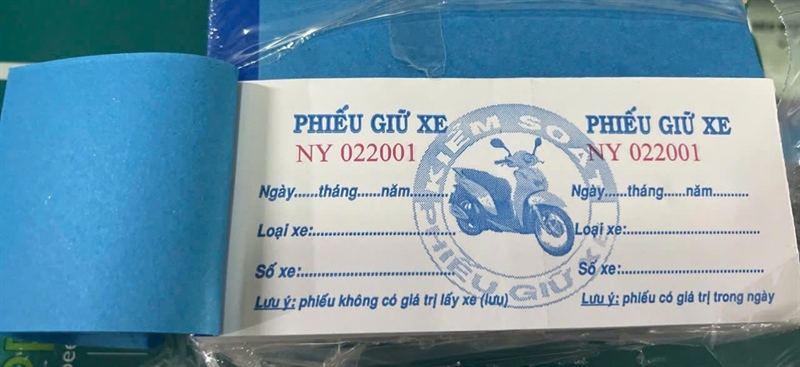 PHIẾU GIỮ XE
NY 022001
Ngày.....tháng......năm..........
Loại xe:...............................
Số xe:..................................
Lưu ý: phiếu không có giá trị lấy xe (lưu)
KIỂM SOÁT
PHIẾU GIỮ XE
PHIẾU GIỮ XE
NY 022001
Ngày.....tháng......năm..........
Loại xe:...............................
Số xe:..................................
Lưu ý: phiếu có giá trị trong ngày